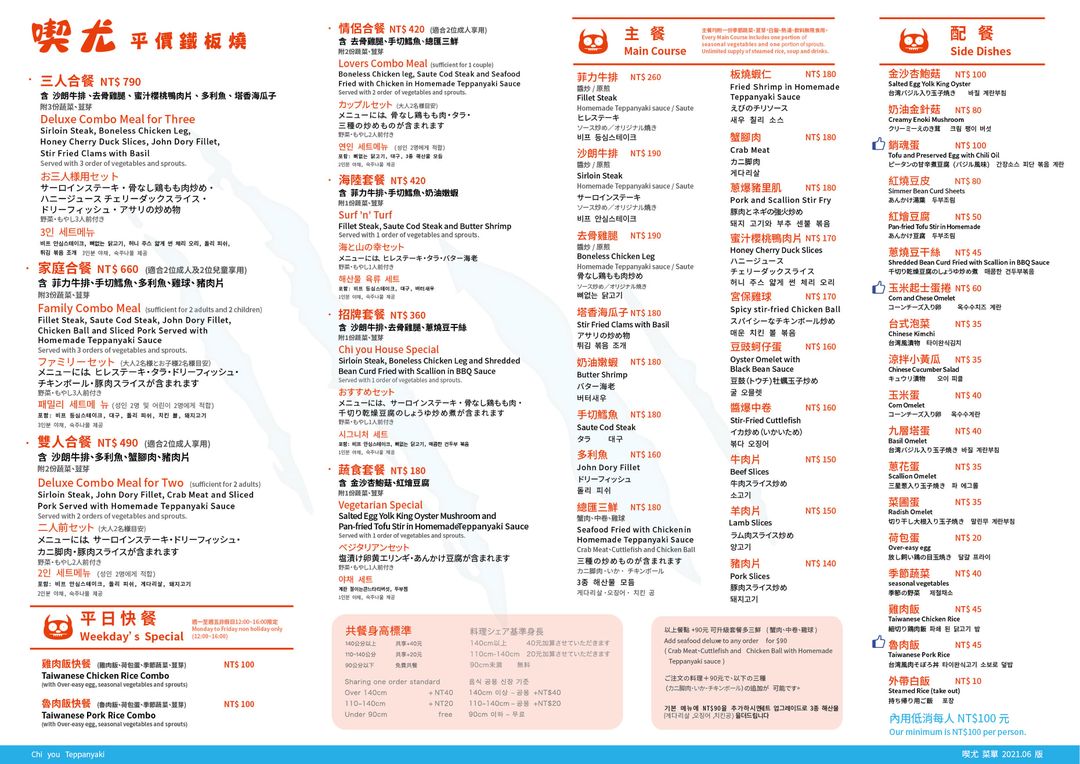 喫尤 平價鐵板燒
三人合餐 NT$ 790
含 沙朗牛排、去骨雞腿、蜜汁櫻桃鴨肉片、多利魚、塔香海瓜子
附3份蔬菜、荳芽
Deluxe Combo Meal for Three
Sirloin Steak, Boneless Chicken Leg,
Honey Cherry Duck Slices, John Dory Fillet,
Stir Fried Clams with Basil
Served with 3 order of vegetables and sprouts.
お三人様用セット
サーロインステーキ・骨なし鶏もも肉炒め・
ハニージュース チェリーダックスライス・
ドリーフィッシュ・アサリの炒め物
野菜・もやし3人前付き
3인 세트메뉴
비프 안심스테이크, 뼈없는 닭고기, 허니 주스 얇게 썬 체리 오리, 돌리 피쉬,
튀김 볶음 조개 3인분 야채, 숙주나물 제공
家庭合餐 NT$ 660 (適合2位成人及2位兒童享用)
含 菲力牛排、手切鱈魚、多利魚、雞球、豬肉片
附3份蔬菜、荳芽
Family Combo Meal (sufficient for 2 adults and 2 children)
Fillet Steak, Saute Cod Steak, John Dory Fillet,
Chicken Ball and Sliced Pork Served with
Homemade Teppanyaki Sauce
Served with 3 orders of vegetables and sprouts.
ファミリーセット (大人2名様とお子様2名様目安)
メニューには、ヒレステーキ・タラ・ドリーフィッシュ・
チキンボール・豚肉スライスが含まれます
野菜・もやし3人前付き
패밀리 세트메 뉴 (성인 2명 및 어린이 2명에게 적합)
포함: 비프 등심스테이크, 대구, 돌리 피쉬, 치킨 볼, 돼지고기
3인분 야채, 숙주나물 제공
雙人合餐 NT$ 490 (適合2位成人享用)
含 沙朗牛排、多利魚、蟹腳肉、豬肉片
附2份蔬菜、荳芽
Deluxe Combo Meal for Two (sufficient for 2 adults)
Sirloin Steak, John Dory Fillet, Crab Meat and Sliced
Pork Served with Homemade Teppanyaki Sauce
Served with 2 orders of vegetables and sprouts.
二人前セット (大人2名様目安)
メニューには、サーロインステーキ・ドリーフィッシュ・
カニ脚肉・豚肉スライスが含まれます
野菜・もやし2人前付き
2인 세트메뉴 (성인 2명에게 적합)
포함: 비프 안심스테이크, 돌리 피쉬, 게다리살, 돼지고기
2인분 야채, 숙주나물 제공
平日快餐
Weekday's Special
週一至週五非假日12:00~16:00限定
Monday to Friday non holiday only
(12:00~16:00)
雞肉飯快餐 (雞肉飯、荷包蛋、季節蔬菜、荳芽) NT$ 100
Taiwanese Chicken Rice Combo
(with Over-easy egg, seasonal vegetables and sprouts)
魯肉飯快餐 (魯肉飯、荷包蛋、季節蔬菜、荳芽) NT$ 100
Taiwanese Pork Rice Combo
(with Over-easy egg, seasonal vegetables and sprouts)
情侶合餐 NT$ 420 (適合2位成人享用)
含 去骨雞腿、手切鱈魚、總匯三鮮
附2份蔬菜、荳芽
Lovers Combo Meal (sufficient for 1 couple)
Boneless Chicken leg, Saute Cod Steak and Seafood
Fried with Chicken in Homemade Teppanyaki Sauce
Served with 2 order of vegetables and sprouts.
カップルセット (大人2名様目安)
メニューには、骨なし鶏もも肉・タラ・
三種の炒めものが含まれます
野菜・もやし2人前付き
연인 세트메뉴 (성인 2명에게 적합)
포함: 뼈없는 닭고기, 대구, 3종 해산물 모듬
2인분 야채, 숙주나물 제공
海陸套餐 NT$ 420
含 菲力牛排、手切鱈魚、奶油嫩蝦
附1份蔬菜、荳芽
Surf 'n' Turf
Fillet Steak, Saute Cod Steak and Butter Shrimp
Served with 1 order of vegetables and sprouts.
海と山の幸セット
メニューには、ヒレステーキ・タラ・バター海老
野菜・もやし1人前付き
해산물 육류 세트
포함: 비프 등심스테이크, 대구, 버터새우
1인분 야채, 숙주나물 제공
招牌套餐 NT$ 360
含 沙朗牛排、去骨雞腿、蔥燒豆干絲
附1份蔬菜、荳芽
Chi you House Special
Sirloin Steak, Boneless Chicken Leg and Shredded
Bean Curd Fried with Scallion in BBQ Sauce
Served with 1 order of vegetables and sprouts.
おすすめセット
メニューには、サーロインステーキ・骨なし鶏もも肉・
千切り乾燥豆腐のしょうゆ炒め煮が含まれます
野菜・もやし1人前付き
시그니처 세트
포함: 비프 안심스테이크, 뼈없는 닭고기, 매콤한 건두부 볶음
1인분 야채, 숙주나물 제공
蔬食套餐 NT$ 180
含 金沙杏鮑菇、紅燴豆腐
附1份蔬菜、荳芽
Vegetarian Special
Salted Egg Yolk King Oyster Mushroom and
Pan-fried Tofu Stir in HomemadeTeppanyaki Sauce
Served with 1 order of vegetables and sprouts.
ベジタリアンセット
塩漬け卵黄エリンギ・あんかけ豆腐が含まれます
野菜・もやし1人前付き
야채 세트
계란 절이는끈느타리버섯, 두부찜
1인분 야채, 숙주나물 제공
共餐身高標準
140公分以上 共享+40元
110~140公分 共享+20元
90公分以下 免費共餐
料理シェア基準身長
140cm以上 40元加算させていただきます
110cm-140cm 20元加算させていただきます
90cm未満 無料
Sharing one order standard
Over 140cm +NT40
110~140cm +NT20
Under 90cm free
음식 공용 신장 기준
140cm 이상 – 공용 +NT$40
110~140cm – 공용 +NT$20
90cm 이하 – 무료
主餐
Main Course
主餐均附一份季節蔬菜、荳芽，白飯、熱湯、飲料無限享用。
Every Main Course includes one portion of
seasonal vegetables and one portion of sprouts.
Unlimited supply of steamed rice, soup and drinks.
菲力牛排 NT$ 260
醬炒 / 原煎
Fillet Steak
Homemade Teppanyaki sauce / Saute
ヒレステーキ
ソース炒め／オリジナル焼き
비프 등심스테이크
沙朗牛排 NT$ 190
醬炒 / 原煎
Sirloin Steak
Homemade Teppanyaki sauce / Saute
サーロインステーキ
ソース炒め／オリジナル焼き
비프 안심스테이크
去骨雞腿 NT$ 190
醬炒 / 原煎
Boneless Chicken Leg
Homemade Teppanyaki sauce / Saute
骨なし鶏もも肉炒め
ソース炒め／オリジナル焼き
뼈없는 닭고기
塔香海瓜子 NT$ 180
Stir Fried Clams with Basil
アサリの炒め物
튀김 볶음 조개
奶油嫩蝦 NT$ 180
Butter Shrimp
バター海老
버터새우
手切鱈魚 NT$ 180
Saute Cod Steak
タラ 대구
多利魚 NT$ 160
John Dory Fillet
ドリーフィッシュ
돌리 피쉬
總匯三鮮 NT$ 180
蟹肉、中卷、雞球
Seafood Fried with Chicken in
Homemade Teppanyaki Sauce
Crab Meat、Cuttlefish and Chicken Ball
三種の炒めものが含まれます
カニ脚肉・いか・チキンボール
3종 해산물 모듬
게다리살、오징어、치킨 공
板燒蝦仁 NT$ 180
Fried Shrimp in Homemade
Teppanyaki Sauce
えびのチリソース
새우 칠리 소스
蟹腳肉 NT$ 180
Crab Meat
カニ脚肉
게다리살
蔥爆豬里肌 NT$ 180
Pork and Scallion Stir Fry
豚肉とネギの強火炒め
돼지 고기와 부추 센불 볶음
蜜汁櫻桃鴨肉片 NT$ 170
Honey Cherry Duck Slices
ハニージュース
チェリーダックスライス
허니 주스 얇게 썬 체리 오리
宮保雞球 NT$ 170
Spicy stir-fried Chicken Ball
スパイシーなチキンボール炒め
매운 치킨 볼 볶음
豆豉蚵仔蛋 NT$ 160
Oyster Omelet with
Black Bean Sauce
豆鼓(トウチ)牡蠣玉子炒め
굴 오믈렛
醬爆中卷 NT$ 160
Stir-Fried Cuttlefish
イカ炒め (いかいため)
볶다 오징어
牛肉片 NT$ 150
Beef Slices
牛肉スライス炒め
소고기
羊肉片 NT$ 150
Lamb Slices
ラム肉スライス炒め
양고기
豬肉片 NT$ 140
Pork Slices
豚肉スライス炒め
돼지고기
以上餐點 +90元 可升級套餐多三鮮 ( 蟹肉、中卷、雞球 )
Add seafood deluxe to any order for $90
( Crab Meat、Cuttlefish and Chicken Ball with Homemade
Teppanyaki sauce )
ご注文の料理＋90元で、以下の三種
(カニ脚肉・いか・チキンボール) の追加が 可能です。
기본 메뉴에 NT$90을 추가하시면세트 업그레이드로 3종 해산물
(게다리살 ,오징어 ,치킨공) 을더드립니다
配餐
Side Dishes
金沙杏鮑菇 NT$ 100
Salted Egg Yolk King Oyster
台湾バジル入り玉子焼き 바질 계란부침
奶油金針菇 NT$ 80
Creamy Enoki Mushroom
クリーミーえのき茸 크림 팽이 버섯
銷魂蛋 NT$ 100
Tofu and Preserved Egg with Chili Oil
ピータンの甘辛煮豆腐 (バジル風味) 간장소스 피단 볶음 계란
紅燒豆皮 NT$ 80
Simmer Bean Curd Sheets
あんかけ湯葉 두부조림
紅燴豆腐 NT$ 50
Pan-fried Tofu Stir in Homemade
あんかけ豆腐 두부조림
蔥燒豆干絲 NT$ 45
Shredded Bean Curd Fried with Scallion in BBQ Sauce
千切り乾燥豆腐のしょうゆ炒め煮 매콤한 건두부볶음
玉米起士蛋捲 NT$ 60
Corn and Chese Omelet
コーンチーズ入り卵 옥수수치즈 계란
台式泡菜 NT$ 35
Chinese Kimchi
台湾風漬物 타이완식김치
涼拌小黃瓜 NT$ 35
Chinese Cucumber Salad
キュウリ漬物 오이 피클
玉米蛋 NT$ 40
Corn Omelet
コーンチーズ入り卵 옥수수계란
九層塔蛋 NT$ 40
Basil Omelet
台湾バジル入り玉子焼き 바질 계란부침
蔥花蛋 NT$ 35
Scallion Omelet
三星葱入り玉子焼き 파 에그롤
菜圃蛋 NT$ 35
Radish Omelet
切り干し大根入り玉子焼き 말린무 계란부침
荷包蛋 NT$ 20
Over-easy egg
放し飼い鶏の目玉焼き 달걀 프라이
季節蔬菜 NT$ 40
seasonal vegetables
季節の野菜 제철채소
雞肉飯 NT$ 45
Taiwanese Chicken Rice
細切り鶏肉飯 파쇄 된 닭고기 밥
魯肉飯 NT$ 45
Taiwanese Pork Rice
台湾風肉そぼろ丼 타이완식고기 소보로 덮밥
外帶白飯 NT$ 10
Steamed Rice (take out)
持ち帰り用ご飯 포장
內用低消每人 NT$100 元
Our minimum is NT$100 per person.
Chi you Teppanyaki
喫尤 菜單 2021.06 版